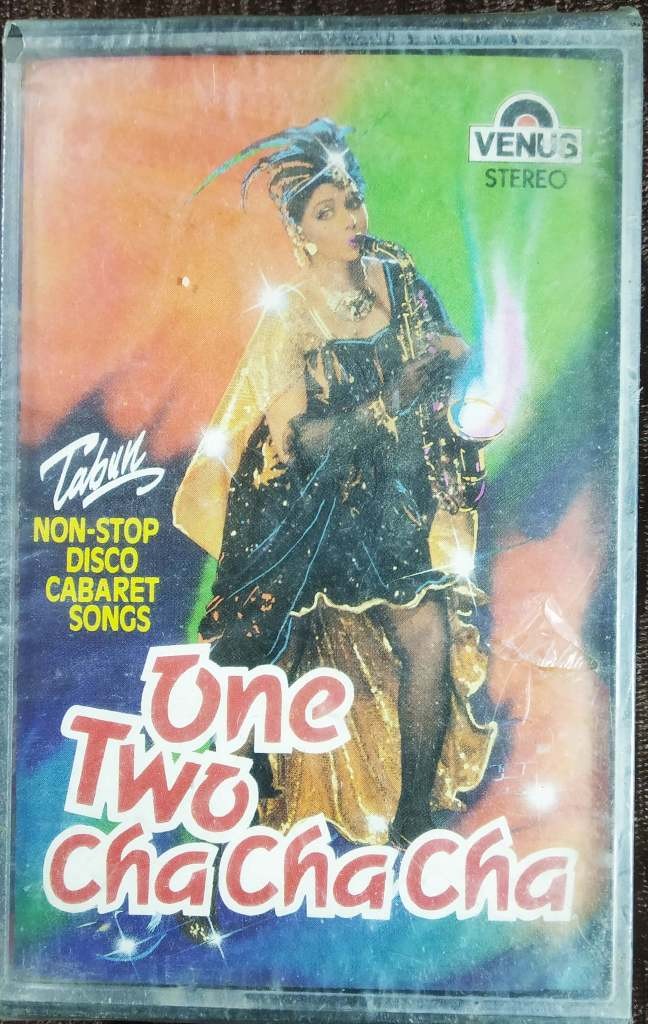 VENUS
STEREO
Tabun
NON-STOP
DISCO
CABARET
SONGS
One
Two
Cha Cha Cha